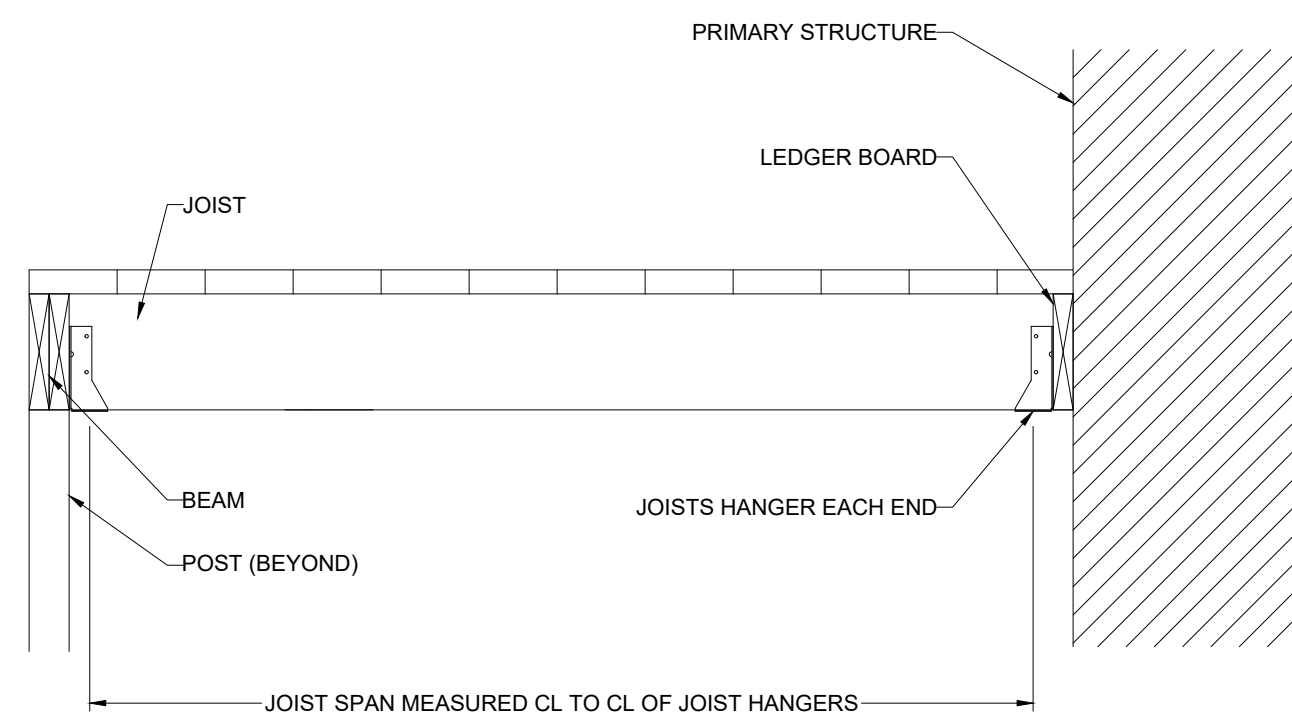 PRIMARY STRUCTURE
LEDGER BOARD
JOIST
BEAM
JOISTS HANGER EACH END
POST (BEYOND)
JOIST SPAN MEASURED CL TO CL OF JOIST HANGERS